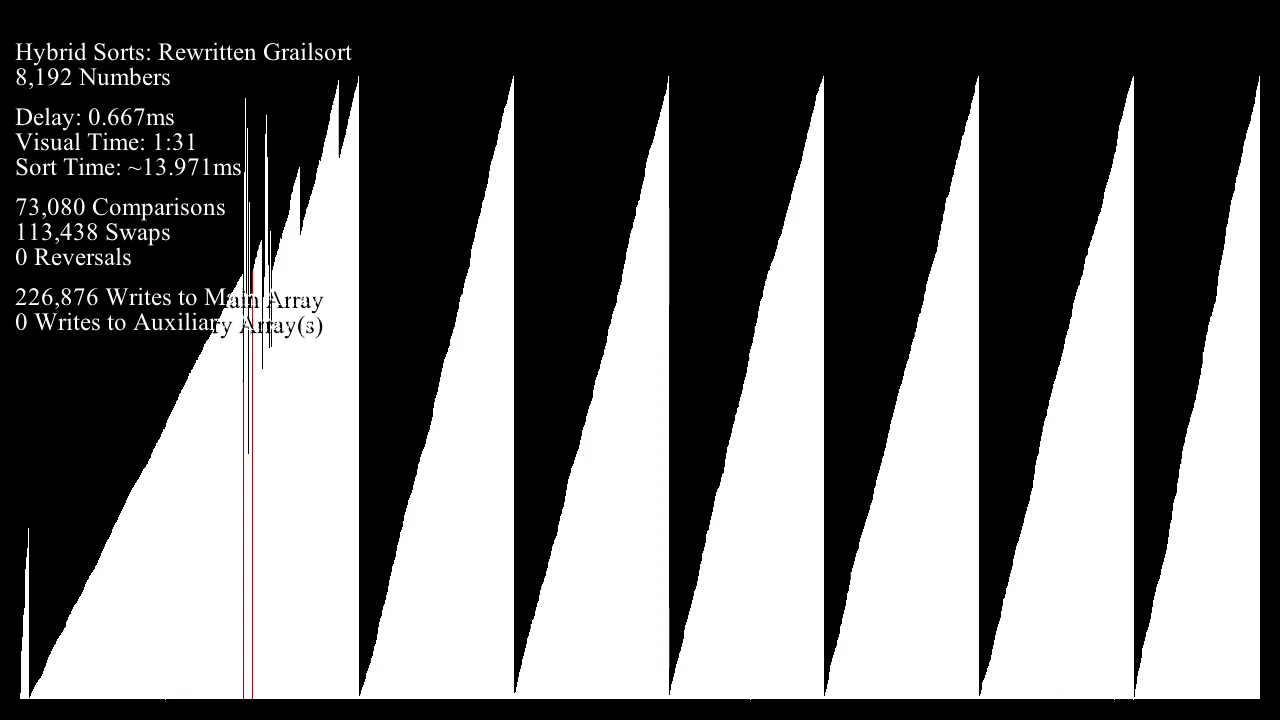 Hybrid Sorts: Rewritten Grailsort
8,192 Numbers
Delay: 0.667ms
Visual Time: 1:31
Sort Time: ~13.971ms
73,080 Comparisons
113,438 Swaps
0 Reversals
226,876 Writes to Main Array
0 Writes to Auxiliary Array(s)